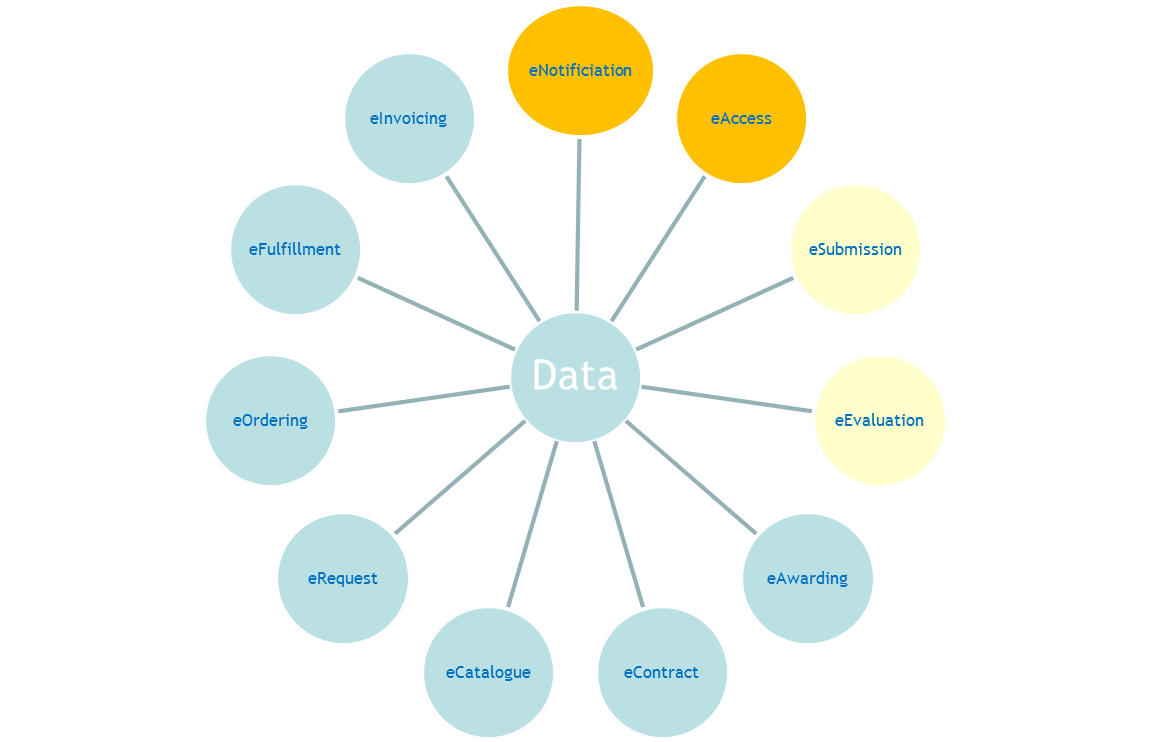 eNotificiation
eInvoicing
eAccess
eFulfillment
eSubmission
Data
eOrdering
eEvaluation
eRequest
eAwarding
eCatalogue
eContract